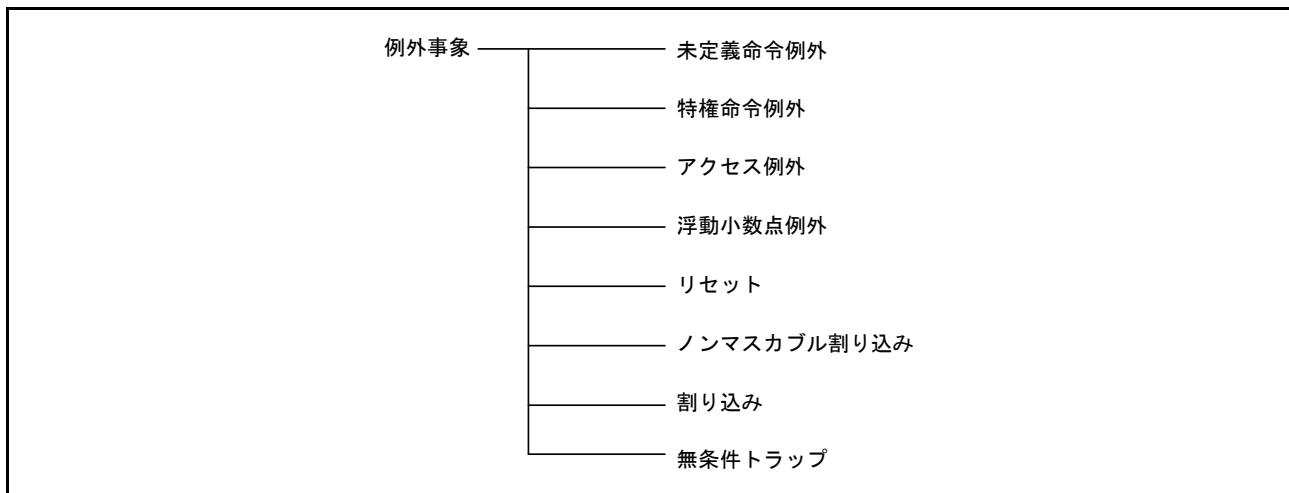 例外事象
未定義命令例外
特権命令例外
アクセス例外
浮動小数点例外
リセット
ノンマスカブル割り込み
割り込み
無条件トラップ